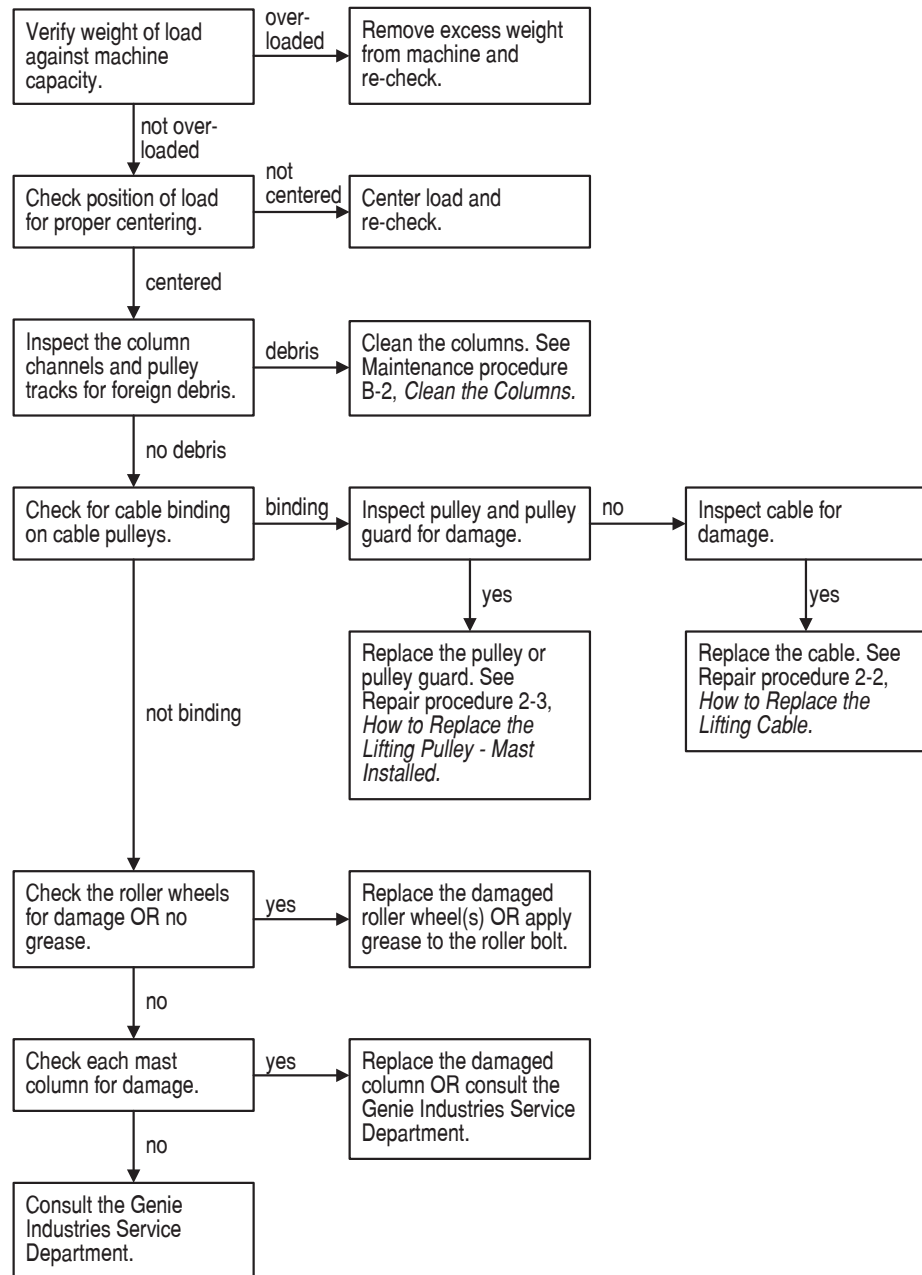 Verify weight of load
against machine
capacity.
over-
loaded
Remove excess weight
from machine and
re-check.
not over-
loaded
Check position of load
for proper centering.
not
centered
Center load and
re-check.
centered
Inspect the column
channels and pulley
tracks for foreign debris.
debris
Clean the columns. See
Maintenance procedure
B-2, Clean the Columns.
no debris
Check for cable binding
on cable pulleys.
binding
Inspect pulley and pulley
guard for damage.
no
Inspect cable for
damage.
yes
yes
Replace the pulley or
pulley guard. See
Repair procedure 2-3,
How to Replace the
Lifting Pulley - Mast
Installed.
Replace the cable. See
Repair procedure 2-2,
How to Replace the
Lifting Cable.
not binding
Check the roller wheels
for damage OR no
grease.
yes
Replace the damaged
roller wheel(s) OR apply
grease to the roller bolt.
no
Check each mast
column for damage.
yes
Replace the damaged
column OR consult the
Genie Industries Service
Department.
no
Consult the Genie
Industries Service
Department.